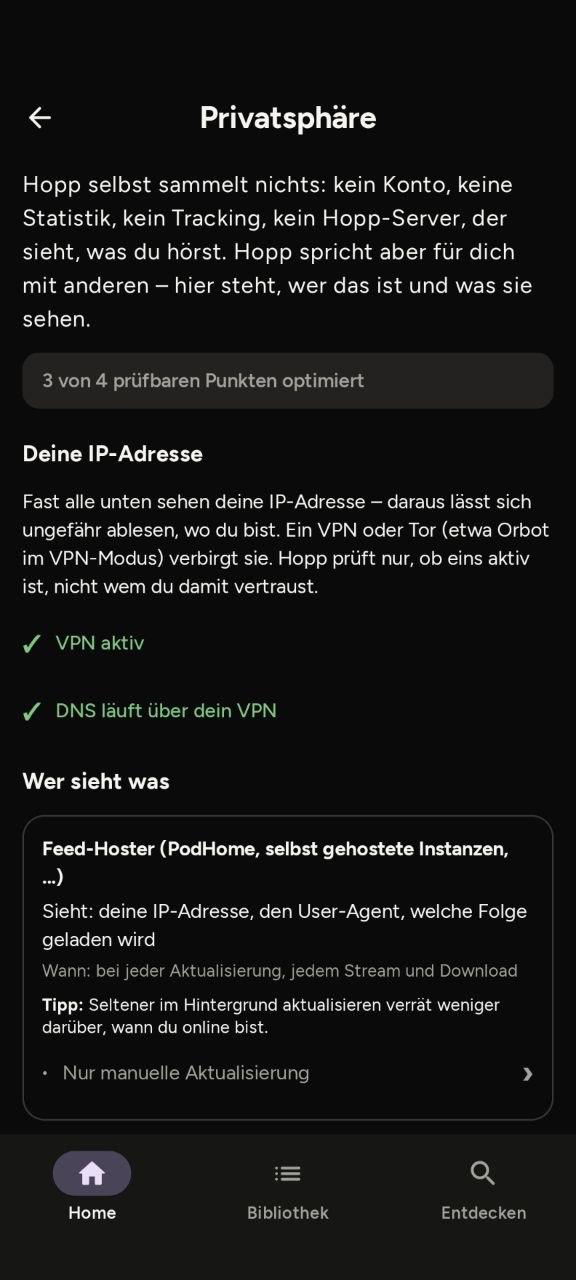 Privatsphäre
Hopp selbst sammelt nichts: kein Konto, keine
Statistik, kein Tracking, kein Hopp-Server, der
sieht, was du hörst. Hopp spricht aber für dich
mit anderen – hier steht, wer das ist und was sie
sehen.
3 von 4 prüfbaren Punkten optimiert
Deine IP-Adresse
Fast alle unten sehen deine IP-Adresse – daraus lässt sich
ungefähr ablesen, wo du bist. Ein VPN oder Tor (etwa Orbot
im VPN-Modus) verbirgt sie. Hopp prüft nur, ob eins aktiv
ist, nicht wem du damit vertraust.
✓ VPN aktiv
✓ DNS läuft über dein VPN
Wer sieht was
Feed-Hoster (PodHome, selbst gehostete Instanzen,
…)
Sieht: deine IP-Adresse, den User-Agent, welche Folge
geladen wird
Wann: bei jeder Aktualisierung, jedem Stream und Download
Tipp: Seltener im Hintergrund aktualisieren verrät weniger
darüber, wann du online bist.
• Nur manuelle Aktualisierung ›
Home
Bibliothek
Entdecken